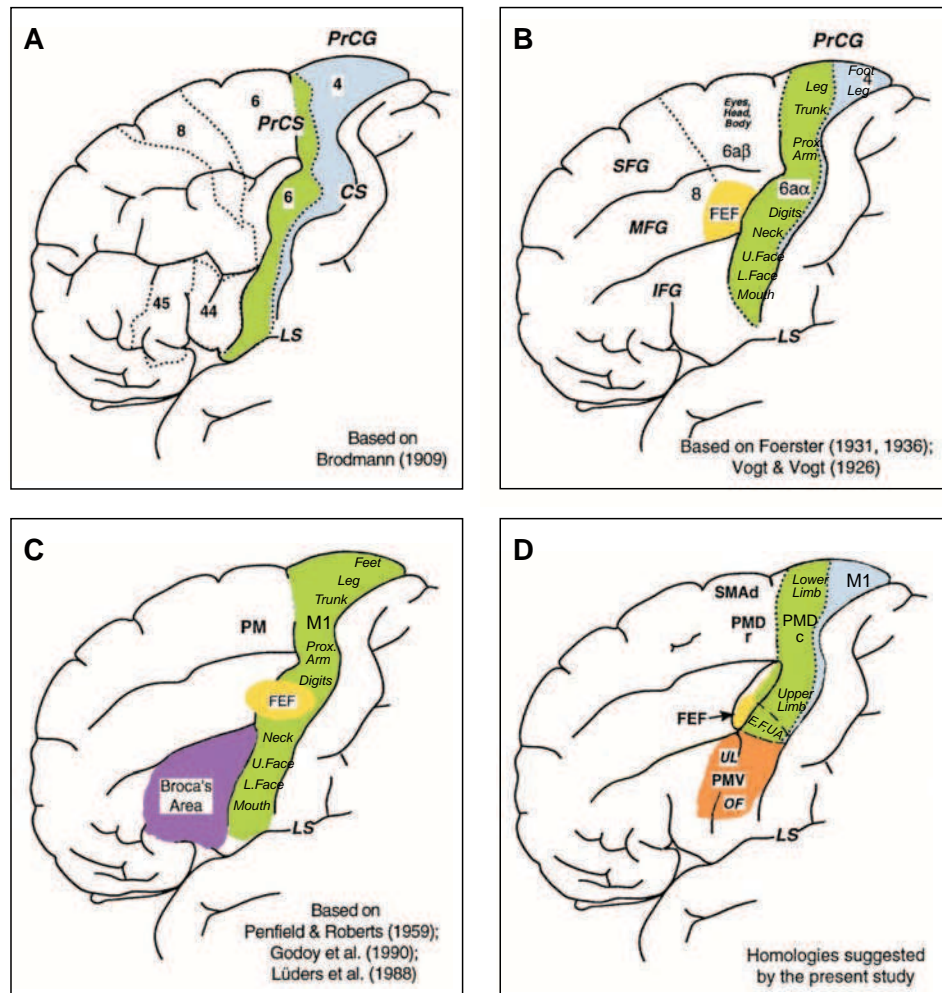 A
PrCG
4
6
PrCS
8
CS
6
45
44
LS
Based on
Brodmann (1909)
B
PrCG
Foot
4
Leg
Leg
Eyes,
Head,
Body
Trunk
6aβ
Prox.
Arm
SFG
8
6aα
FEF
Digits
MFG
Neck
U.Face
L.Face
IFG
Mouth
LS
Based on Foerster (1931, 1936);
Vogt & Vogt (1926)
C
Feet
Leg
Trunk
PM
M1
Prox.
Arm
Digits
FEF
Neck
U.Face
Broca's
Area
L.Face
Mouth
LS
Based on
Penfield & Roberts (1959);
Godoy et al. (1990);
Lüders et al. (1988)
D
Lower
Limb
M1
SMAd
PMD
r
PMD
c
Upper
Limb
FEF
E.F.UA.
UL
PMV
OF
LS
Homologies suggested
by the present study